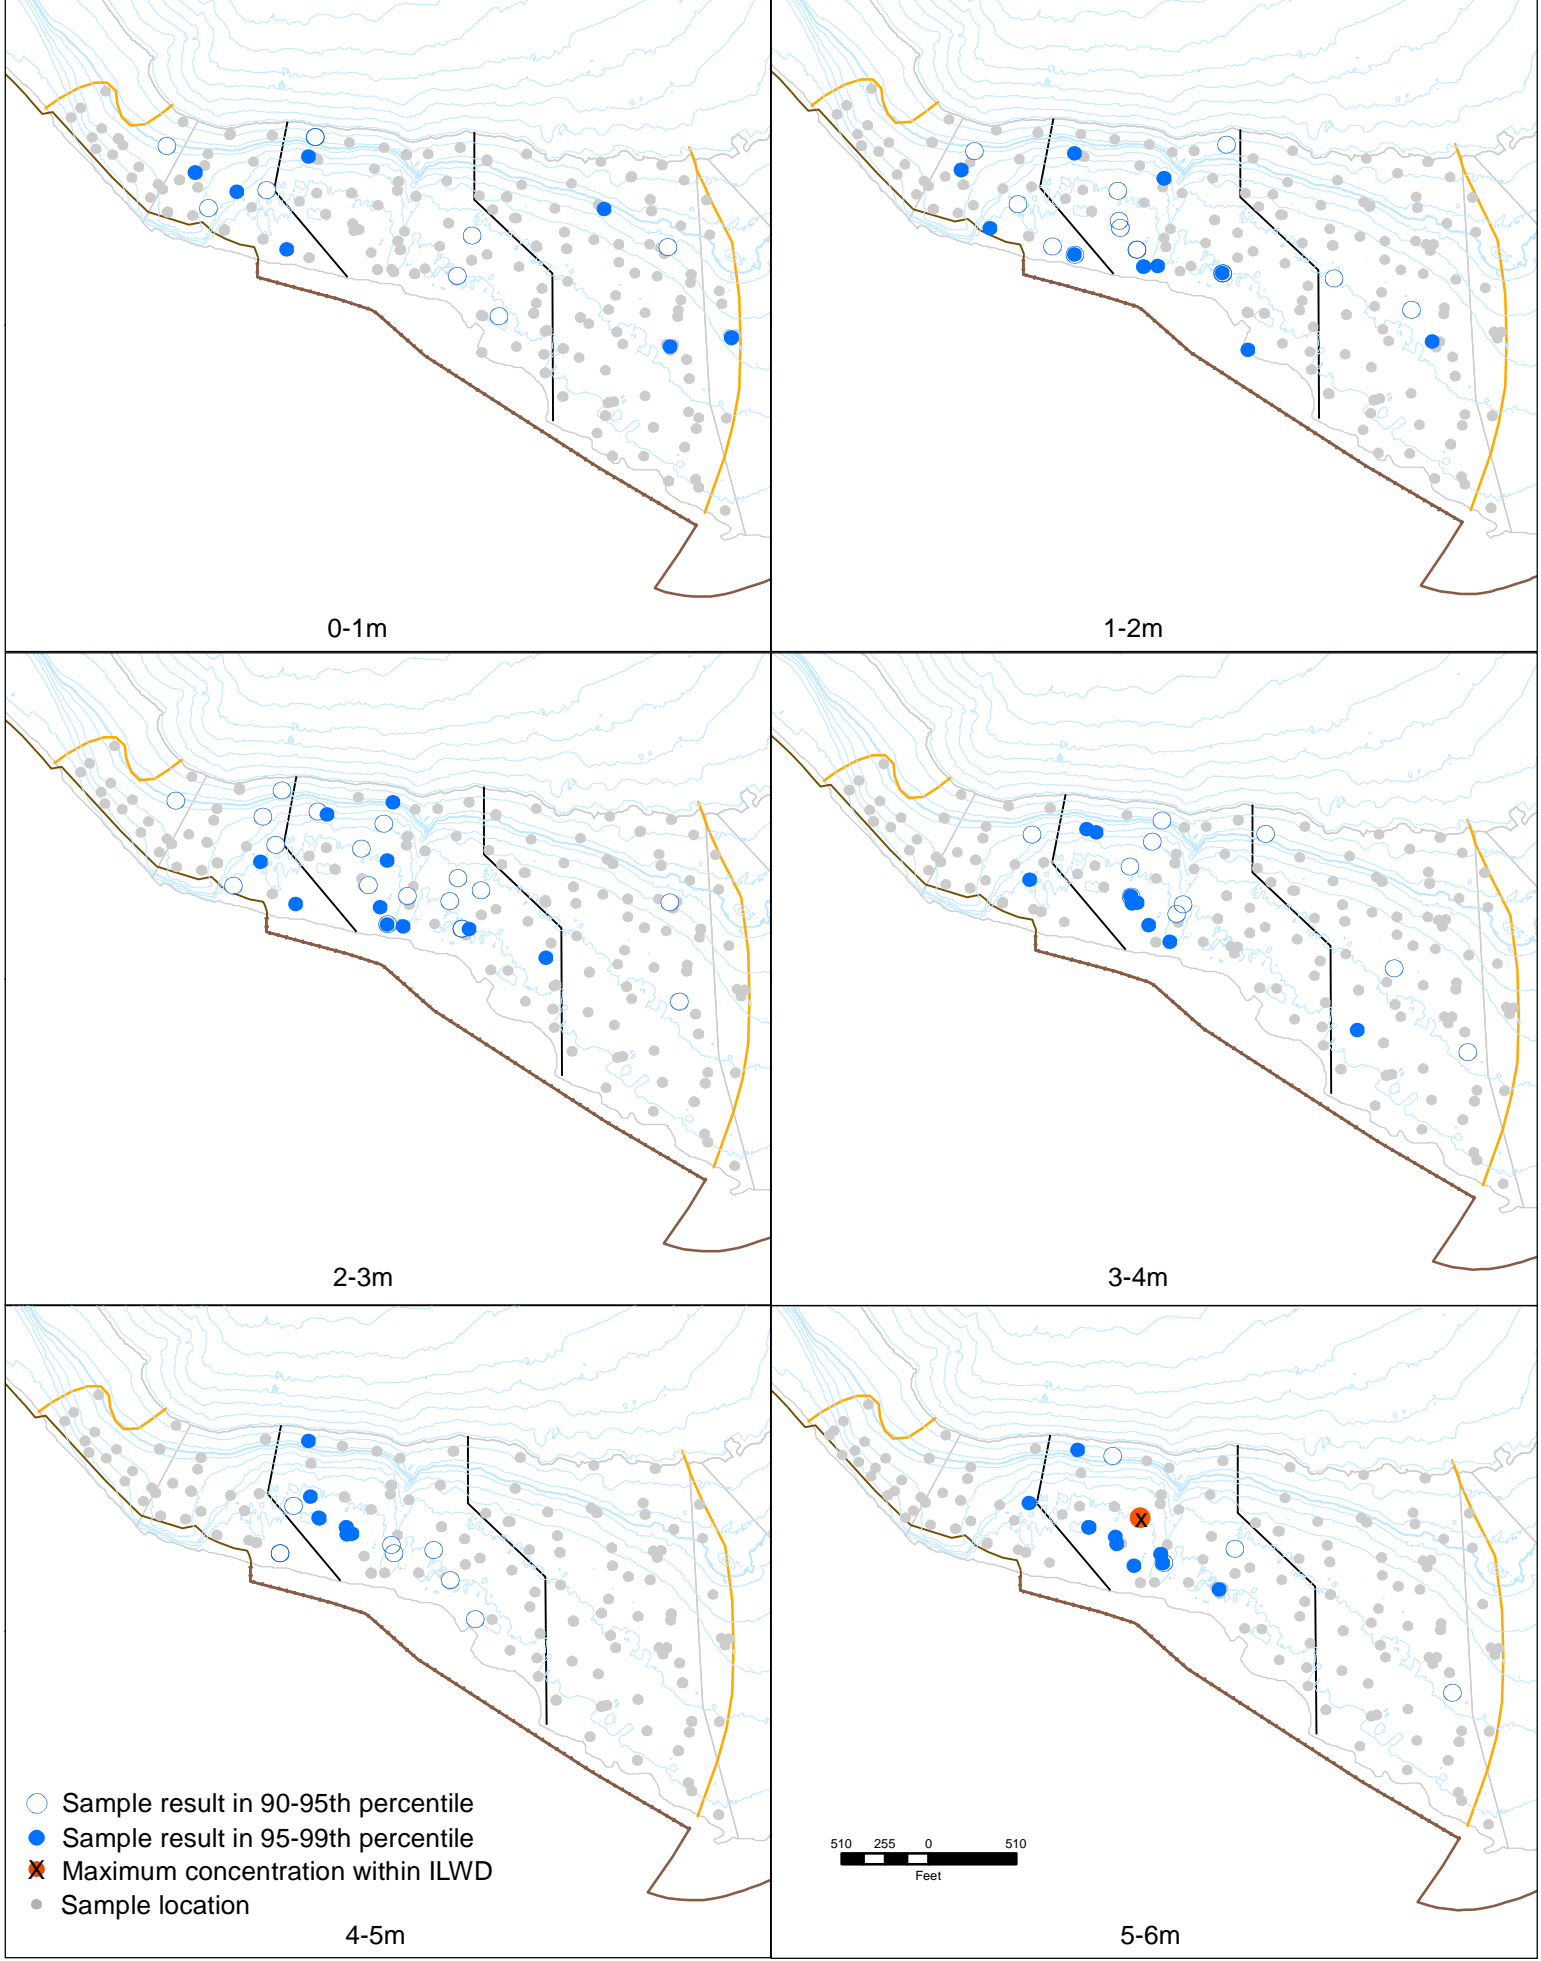 0-1m
1-2m
2-3m
3-4m
Sample result in 90-95th percentile
Sample result in 95-99th percentile
X Maximum concentration within ILWD
Sample location
4-5m
X
510 255 0 510
Feet
5-6m